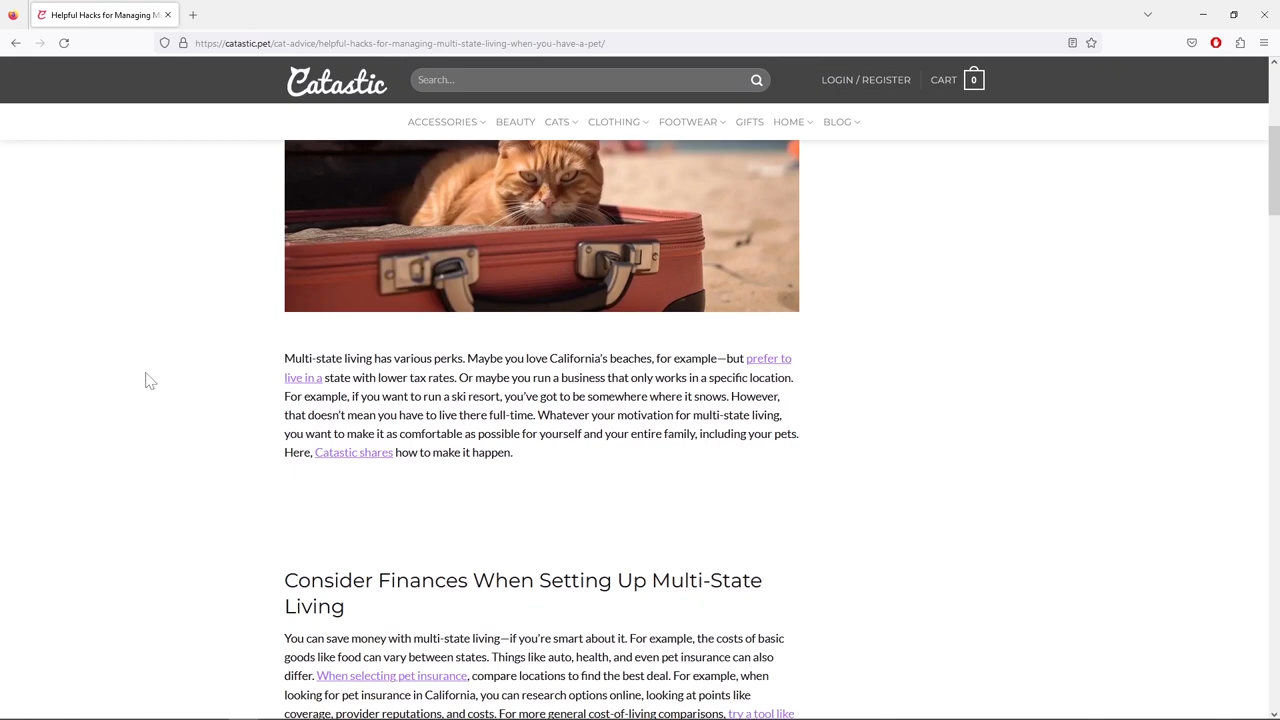 Helpful Hacks for Managing M
https://catastic.pet/cat-advice/helpful-hacks-for-managing-multi-state-living-when-you-have-a-pet/
Catastic
Search...
LOGIN / REGISTER
CART
0
ACCESSORIES
BEAUTY
CATS
CLOTHING
FOOTWEAR
GIFTS
HOME
BLOG
Multi-state living has various perks. Maybe you love California's beaches, for example—but prefer to
live in a state with lower tax rates. Or maybe you run a business that only works in a specific location.
For example, if you want to run a ski resort, you've got to be somewhere where it snows. However,
that doesn't mean you have to live there full-time. Whatever your motivation for multi-state living,
you want to make it as comfortable as possible for yourself and your entire family, including your pets.
Here, Catastic shares how to make it happen.
Consider Finances When Setting Up Multi-State
Living
You can save money with multi-state living—if you're smart about it. For example, the costs of basic
goods like food can vary between states. Things like auto, health, and even pet insurance can also
differ. When selecting pet insurance, compare locations to find the best deal. For example, when
looking for pet insurance in California, you can research options online, looking at points like
coverage, provider reputations, and costs. For more general cost-of-living comparisons, try a tool like